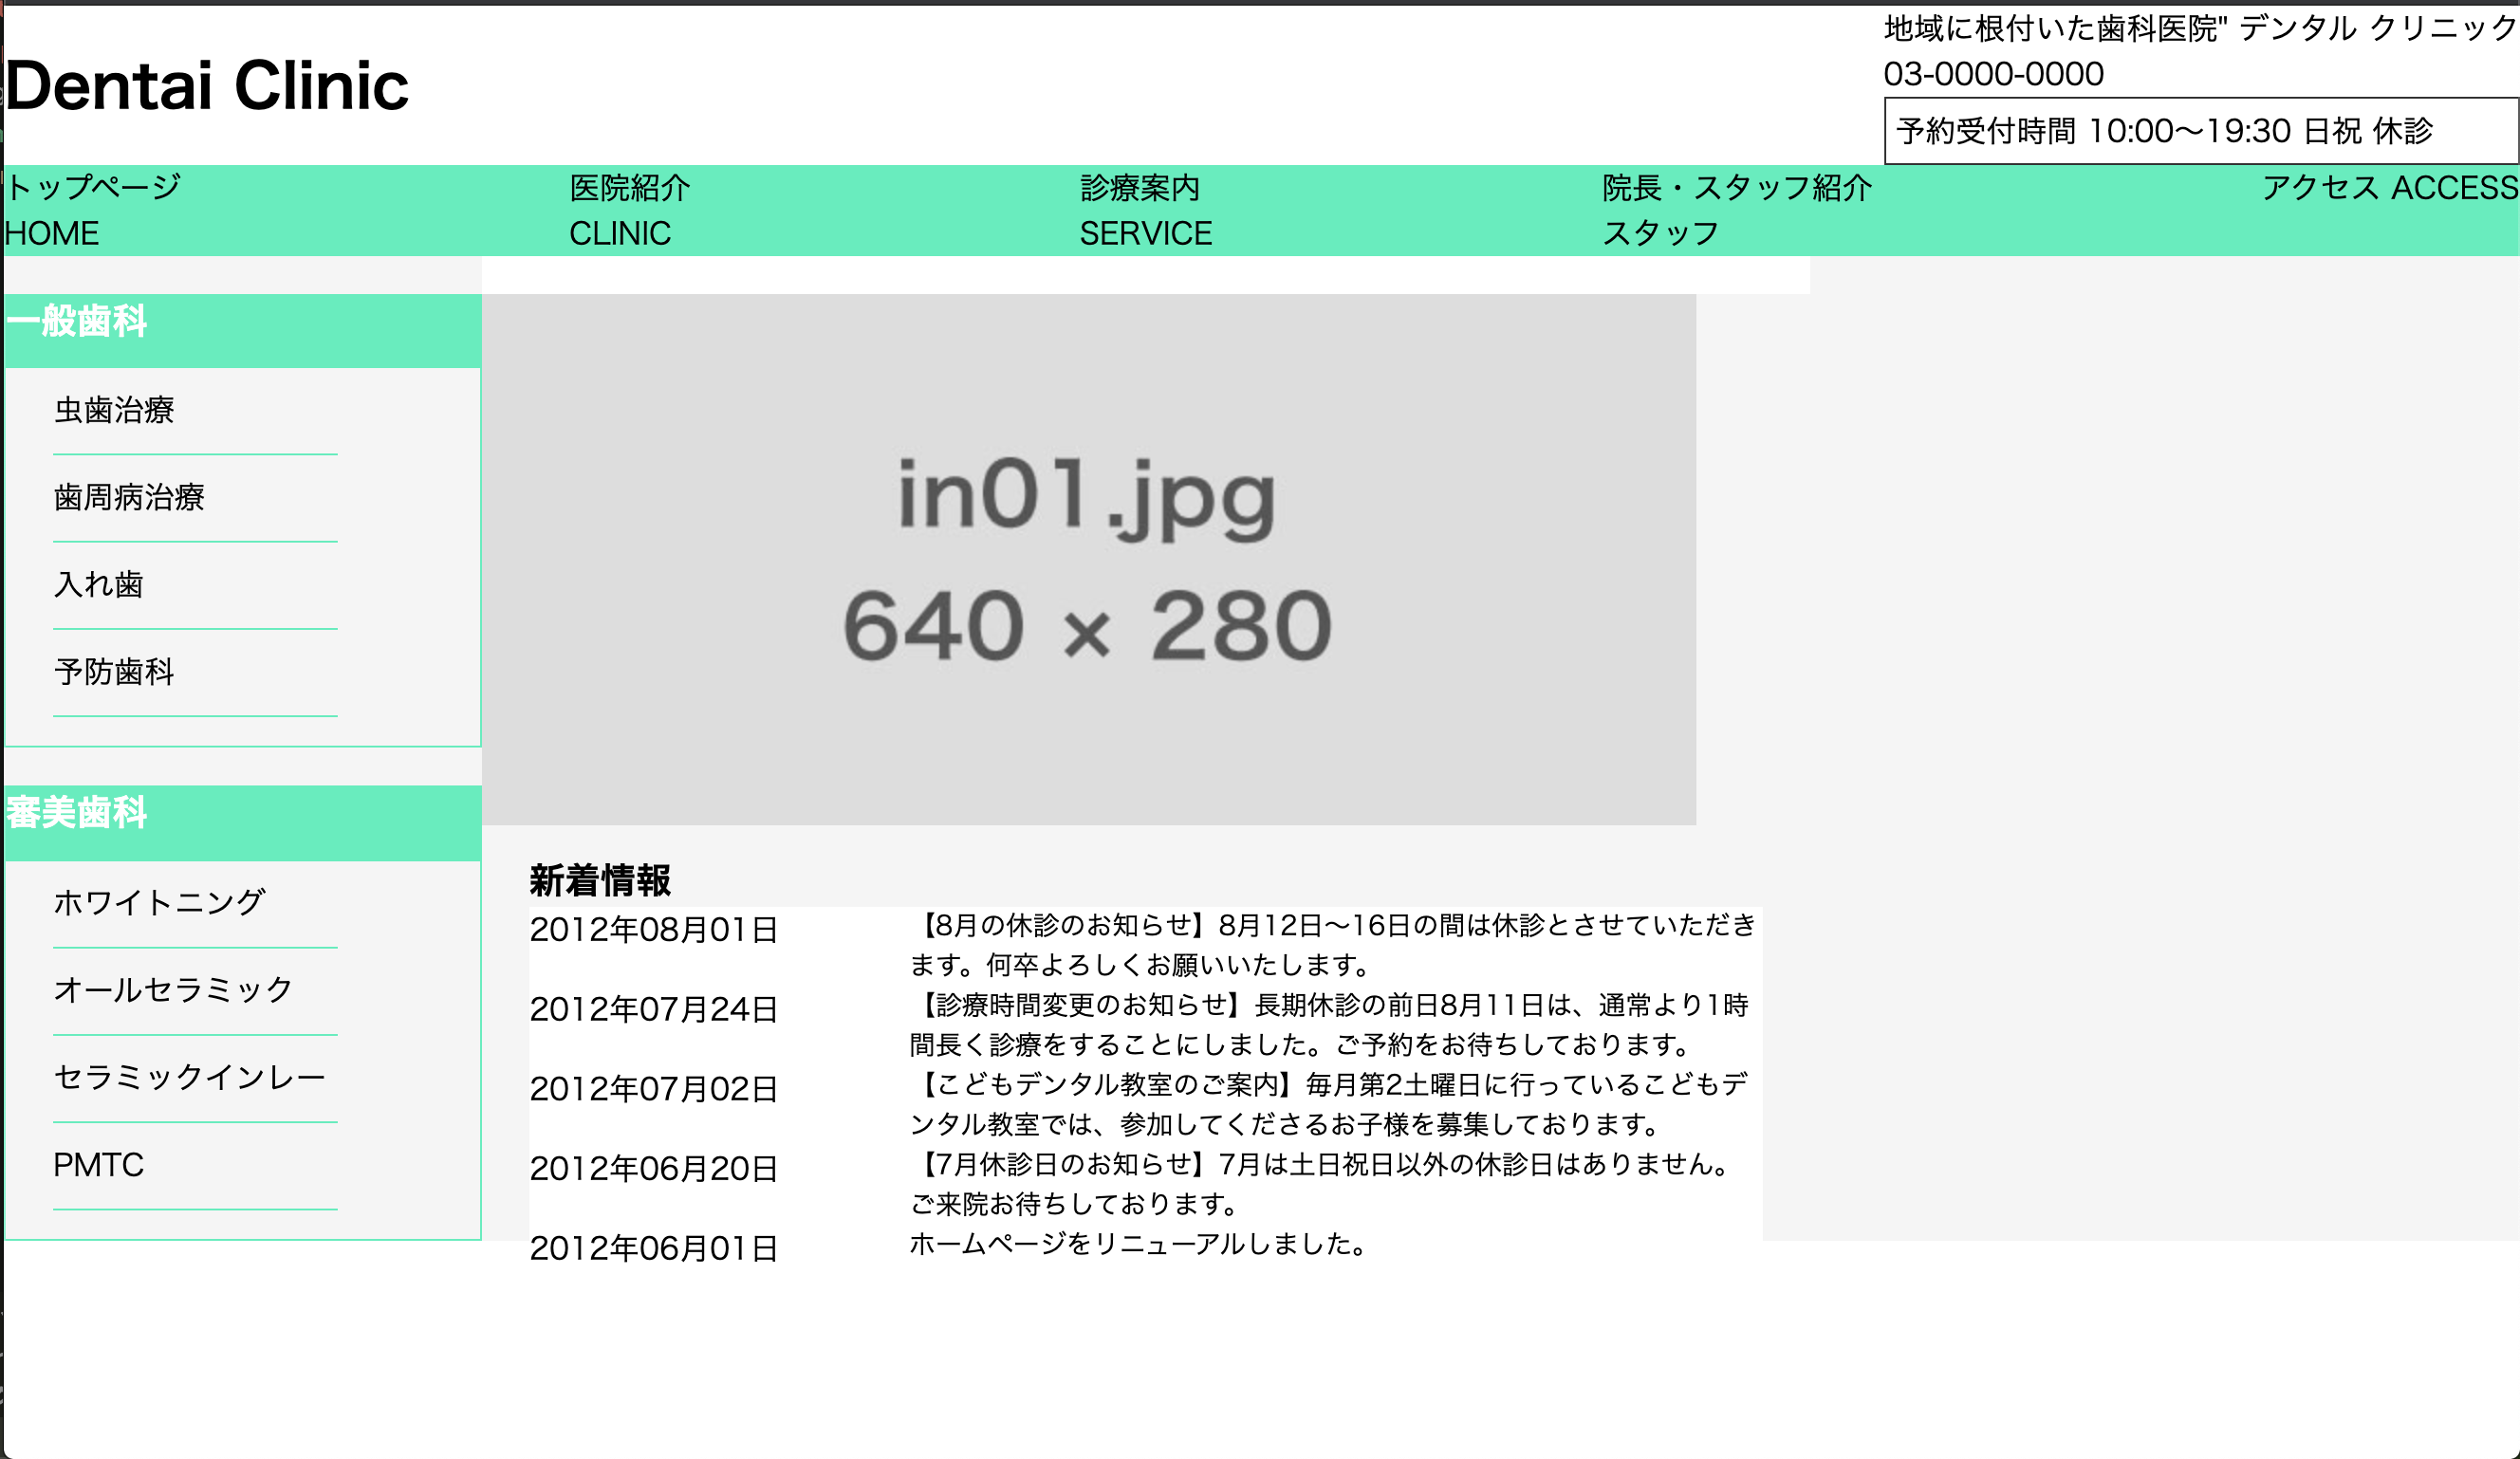 地域に根付いた歯科医院" デンタル クリニック
Dentai Clinic
03-0000-0000
予約受付時間 10:00〜19:30 日祝 休診
トップページ
HOME
医院紹介
CLINIC
診療案内
SERVICE
院長・スタッフ紹介
スタッフ
アクセス ACCESS
一般歯科
虫歯治療
歯周病治療
入れ歯
予防歯科
審美歯科
ホワイトニング
オールセラミック
セラミックインレー
PMTC
in01.jpg
640 × 280
新着情報
2012年08月01日
【8月の休診のお知らせ】8月12日〜16日の間は休診とさせていただき
ます。何卒よろしくお願いいたします。
2012年07月24日
【診療時間変更のお知らせ】長期休診の前日8月11日は、通常より1時
間長く診療をすることにしました。ご予約をお待ちしております。
2012年07月02日
【こどもデンタル教室のご案内】毎月第2土曜日に行っているこどもデ
ンタル教室では、参加してくださるお子様を募集しております。
2012年06月20日
【7月休診日のお知らせ】7月は土日祝日以外の休診日はありません。
ご来院お待ちしております。
2012年06月01日
ホームページをリニューアルしました。